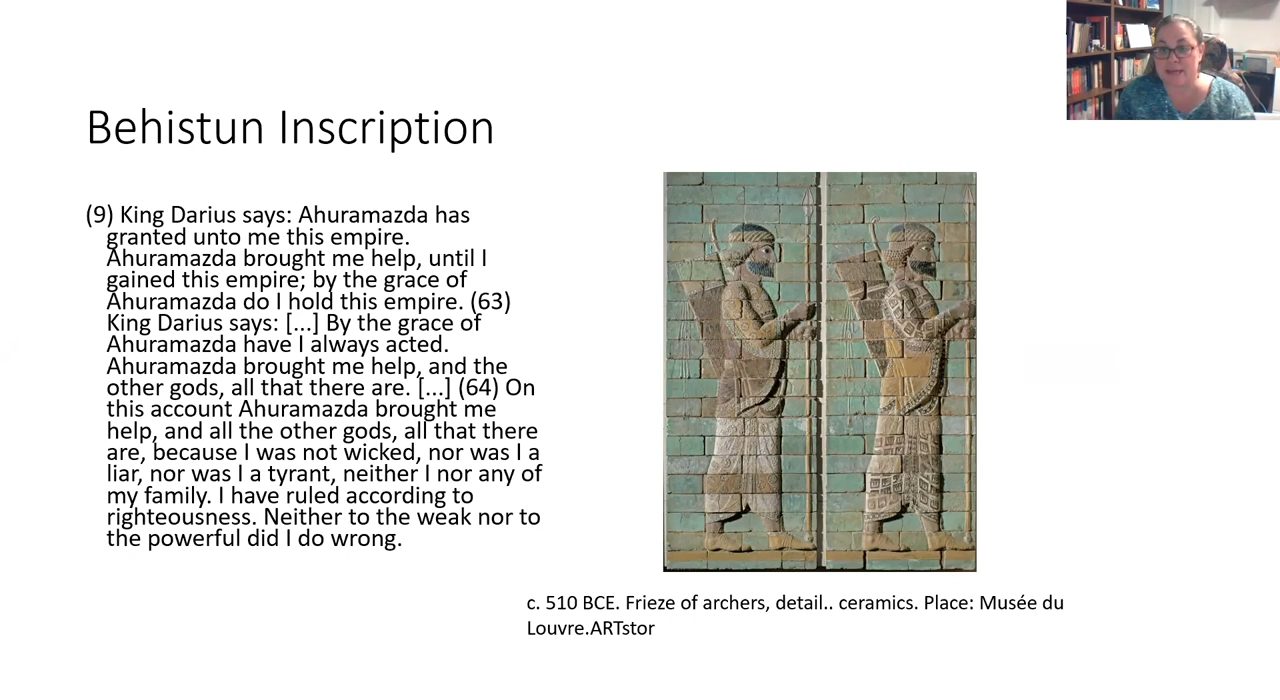 Behistun Inscription
(9) King Darius says: Ahuramazda has
granted unto me this empire.
Ahuramazda brought me help, until I
gained this empire; by the grace of
Ahuramazda do I hold this empire. (63)
King Darius says: [...] By the grace of
Ahuramazda have I always acted.
Ahuramazda brought me help, and the
other gods, all that there are. [...] (64) On
this account Ahuramazda brought me
help, and all the other gods, all that there
are, because I was not wicked, nor was I a
liar, nor was I a tyrant, neither I nor any of
my family. I have ruled according to
righteousness. Neither to the weak nor to
the powerful did I do wrong.
c. 510 BCE. Frieze of archers, detail.. ceramics. Place: Musée du
Louvre.ARTstor